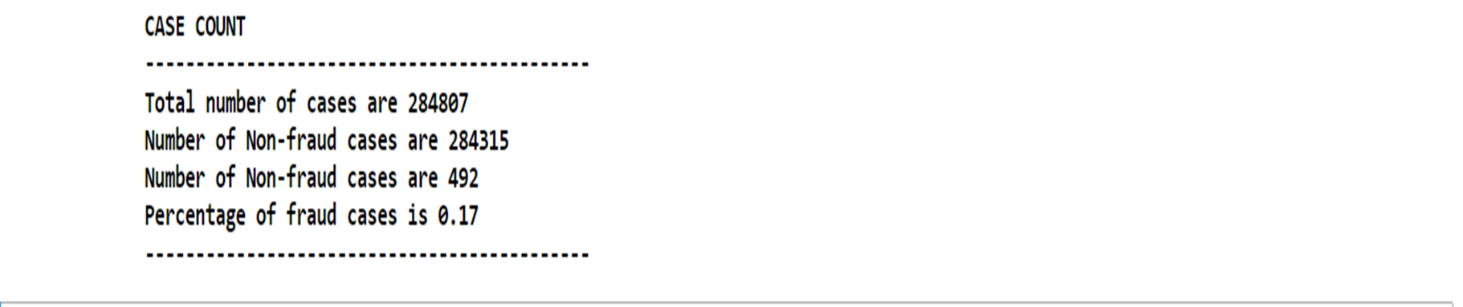 CASE COUNT
--------------------------------------------
Total number of cases are 284807
Number of Non-fraud cases are 284315
Number of Non-fraud cases are 492
Percentage of fraud cases is 0.17
--------------------------------------------